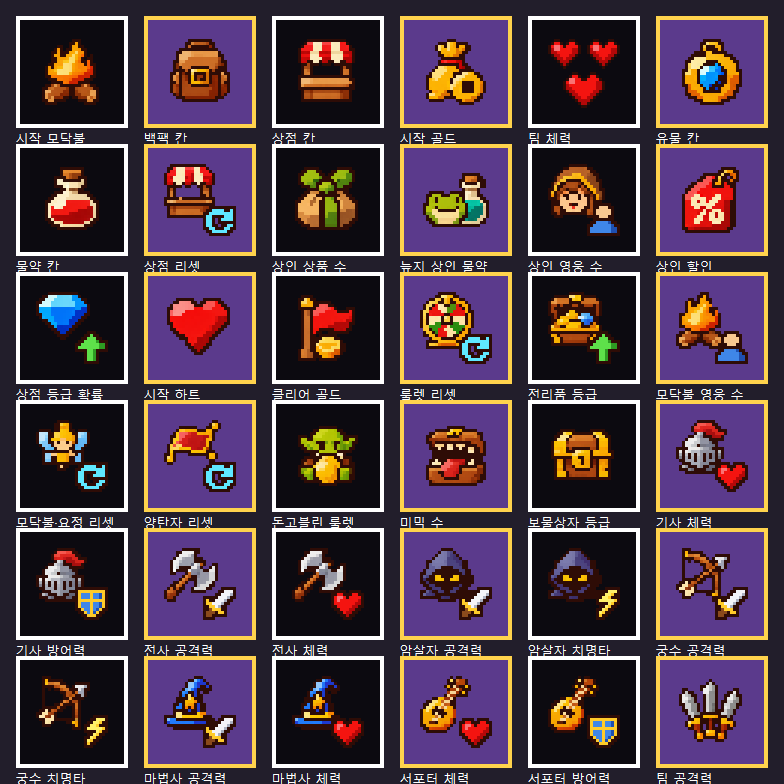 시작 모닥불 백팩 칸 상점 칸 시작 골드 팀 체력 유물 칸
%
물약 칸 상점 리셋 상인 상품 수 뉴지 상인 물약 상인 영웅 수 상인 할인
상점 등급 확률 시작 하트 클리어 골드 룰렛 리셋 전리품 등급 모닥불 영웅 수
모닥불·요정 리셋 양탄자 리셋 돈고블린 룰렛 미믹 수 보물상자 등급 기사 체력
기사 방어력 전사 공격력 전사 체력 암살자 공격력 암살자 치명타 궁수 공격력
궁수 치명타 마법사 공격력 마법사 체력 서포터 체력 서포터 방어력 팀 공격력